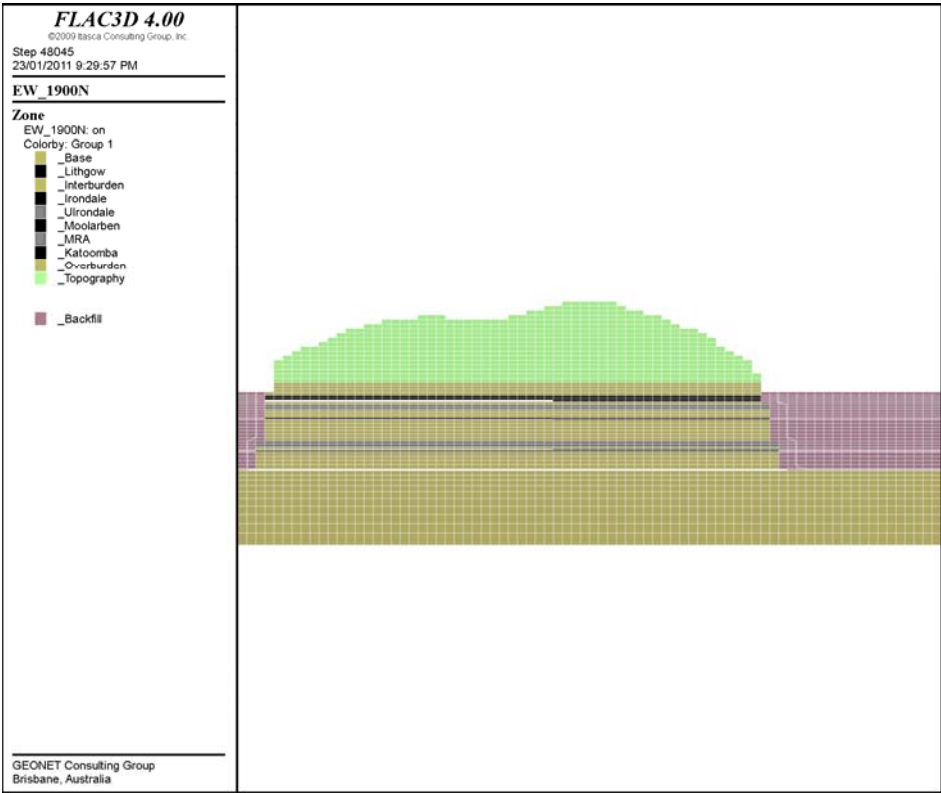 FLAC3D 4.00
©2009 Itasca Consulting Group, Inc.
Step 48045
23/01/2011 9:29:57 PM
EW_1900N
Zone
EW_1900N: on
Colorby: Group 1
_Base
_Lithgow
_Interburden
_Irondale
_UIrondale
_Moolarben
_MRA
_Katoomba
_Overburden
_Topography
_Backfill
GEONET Consulting Group
Brisbane, Australia